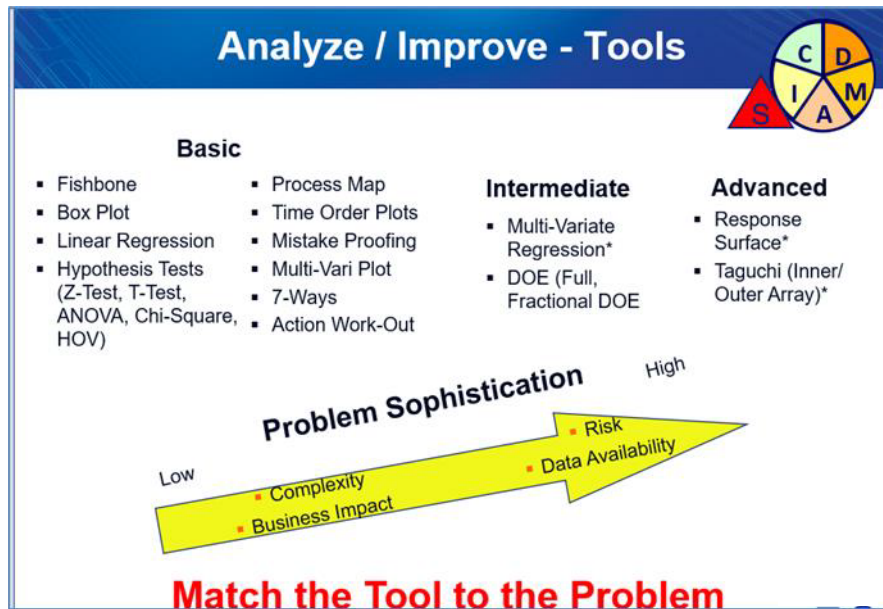 Analyze / Improve - Tools
C
D
I
M
A
S
Basic
Fishbone
Box Plot
Linear Regression
Hypothesis Tests
(Z-Test, T-Test,
ANOVA, Chi-Square,
HOV)
Process Map
Time Order Plots
Mistake Proofing
Multi-Vari Plot
7-Ways
Action Work-Out
Intermediate
Multi-Variate
Regression*
DOE (Full,
Fractional DOE
Advanced
Response
Surface*
Taguchi (Inner/
Outer Array)*
Problem Sophistication
High
Low
Complexity
Business Impact
Risk
Data Availability
Match the Tool to the Problem